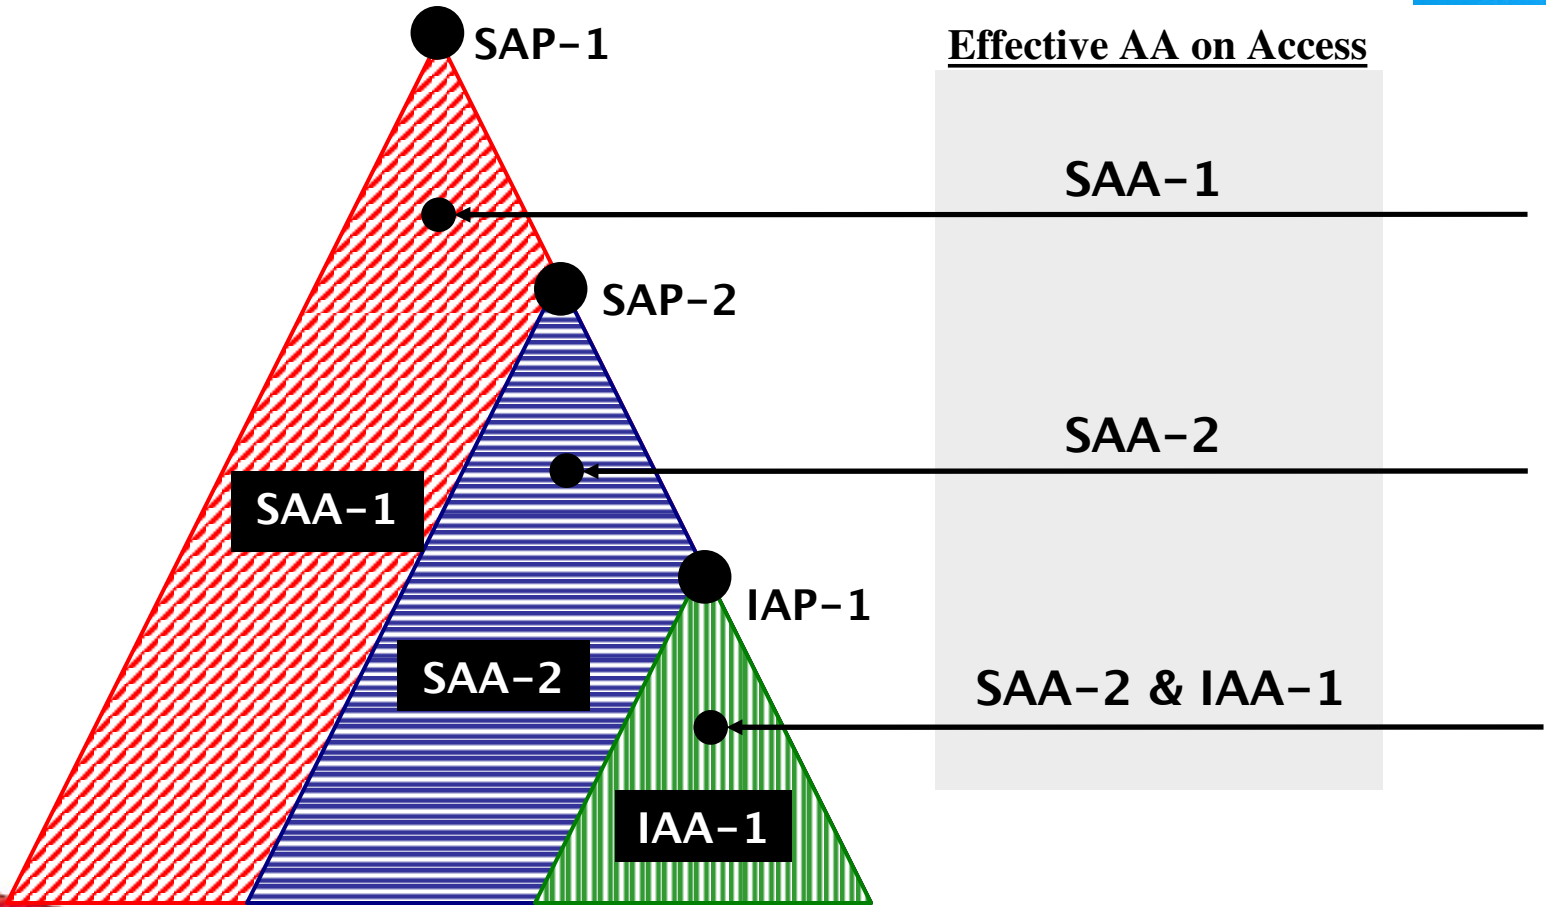 SAP-1
Effective AA on Access
SAA-1
SAP-2
SAA-2
SAA-1
IAP-1
SAA-2
SAA-2 & IAA-1
IAA-1